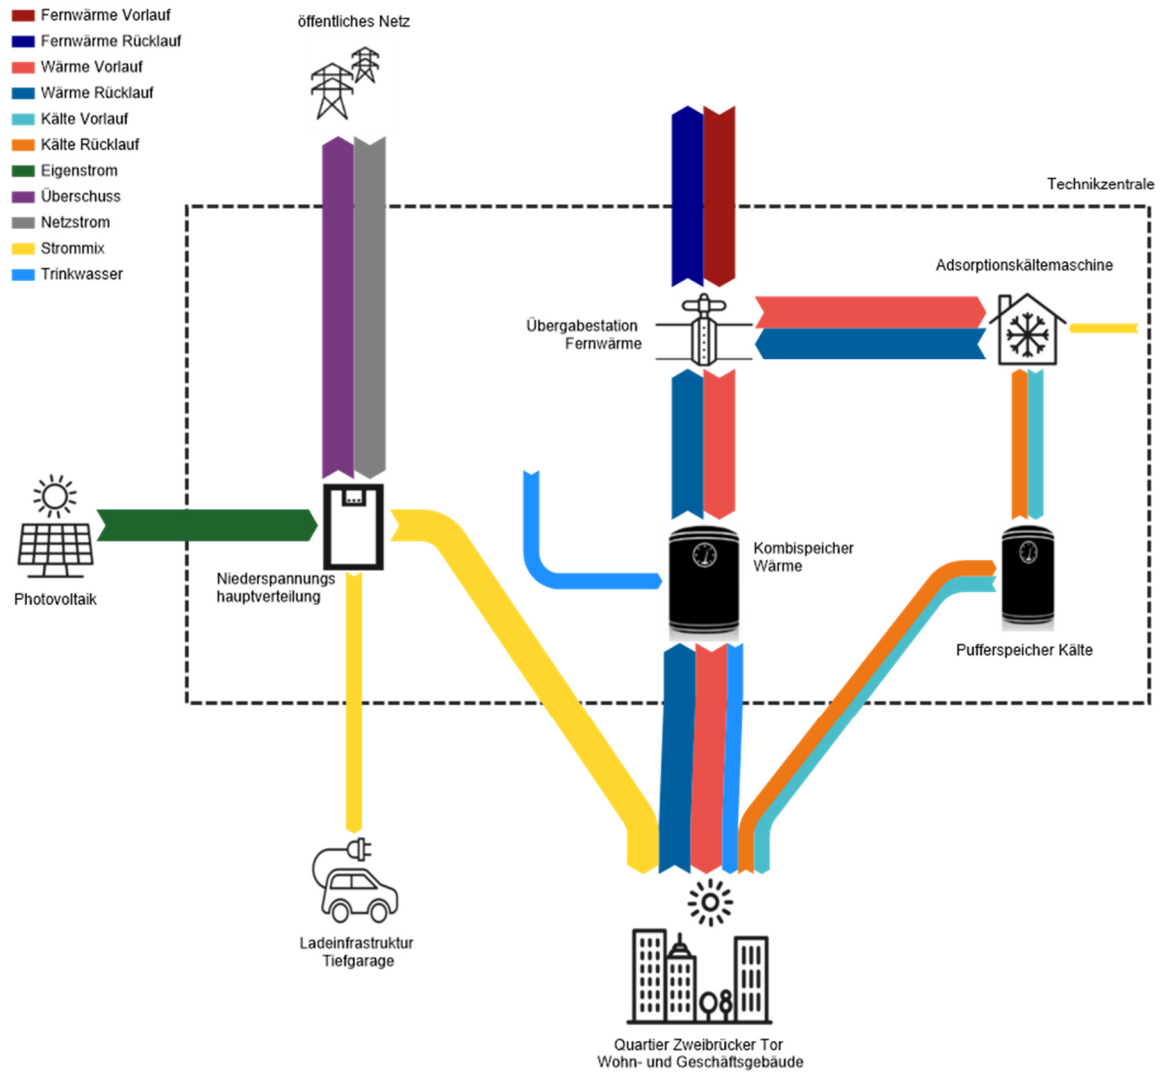 Fernwärme Vorlauf
Fernwärme Rücklauf
Wärme Vorlauf
Wärme Rücklauf
Kälte Vorlauf
Kälte Rücklauf
Eigenstrom
Überschuss
Netzstrom
Strommix
Trinkwasser
öffentliches Netz
Technikzentrale
Adsorptionskältemaschine
Übergabestation
Fernwärme
Kombispeicher
Wärme
Niederspannungs
hauptverteilung
Photovoltaik
Pufferspeicher Kälte
Ladeinfrastruktur
Tiefgarage
Quartier Zweibrücker Tor
Wohn- und Geschäftsgebäude